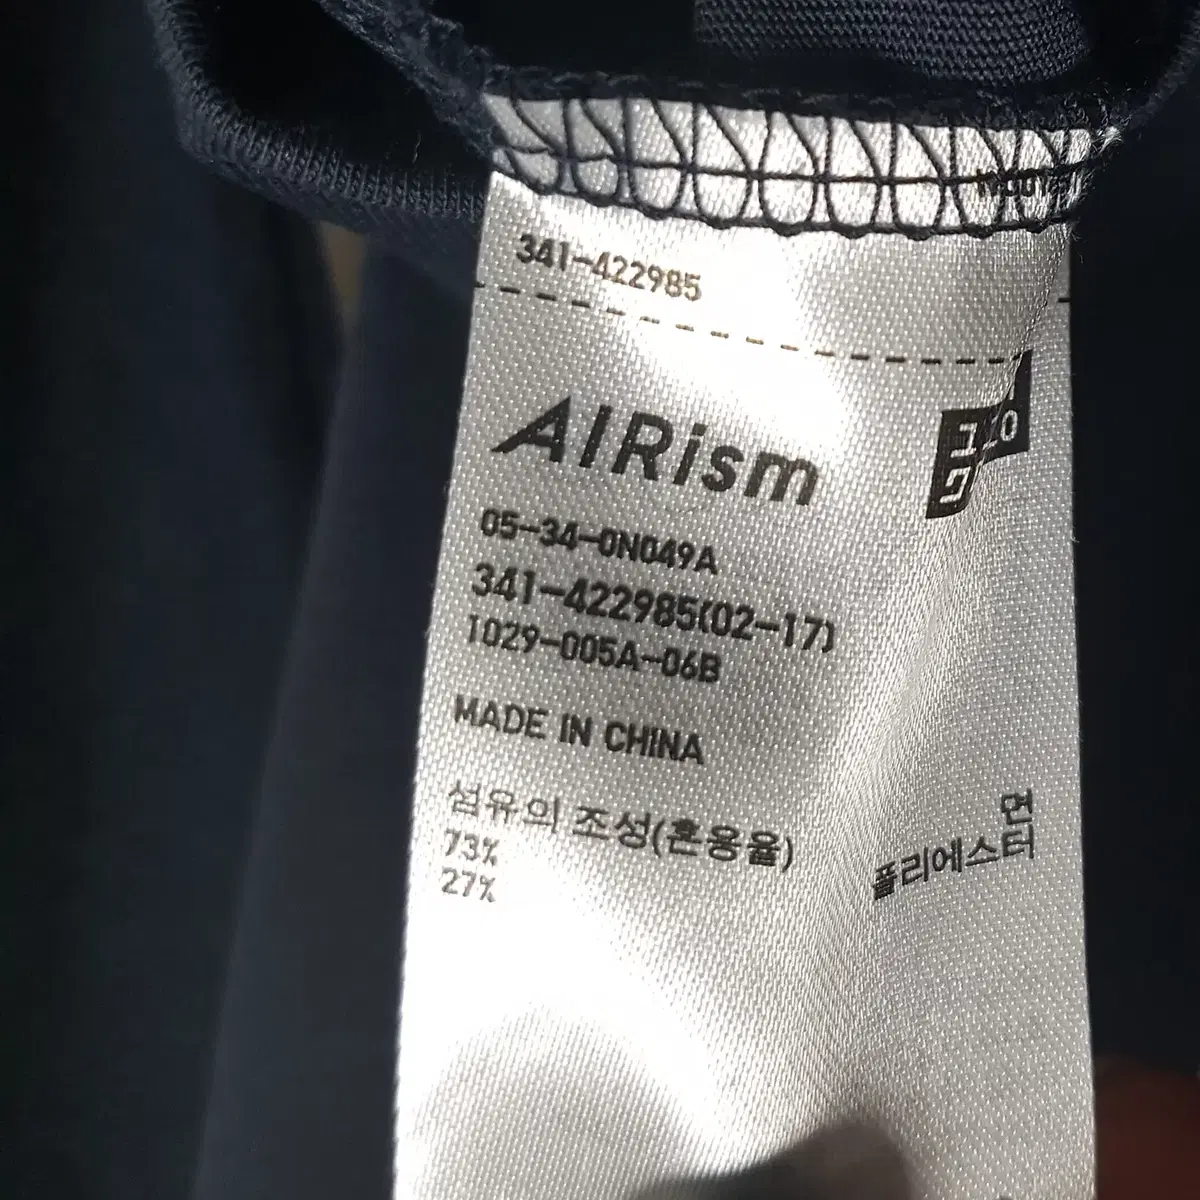 341-422985
AIRism
05-34-0N049A
341-422985(02-17)
1029-005A-06B
MADE IN CHINA
섬유의 조성(혼용율)
73% 면
27% 폴리에스터